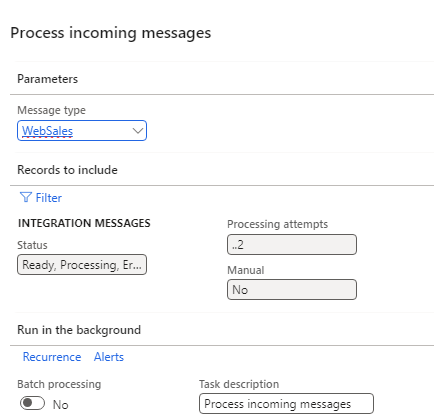 Process incoming messages
Parameters
Message type
WebSales
Records to include
Filter
INTEGRATION MESSAGES
Status
Ready, Processing, Er...
Processing attempts
..2
Manual
No
Run in the background
Recurrence Alerts
Batch processing
No
Task description
Process incoming messages